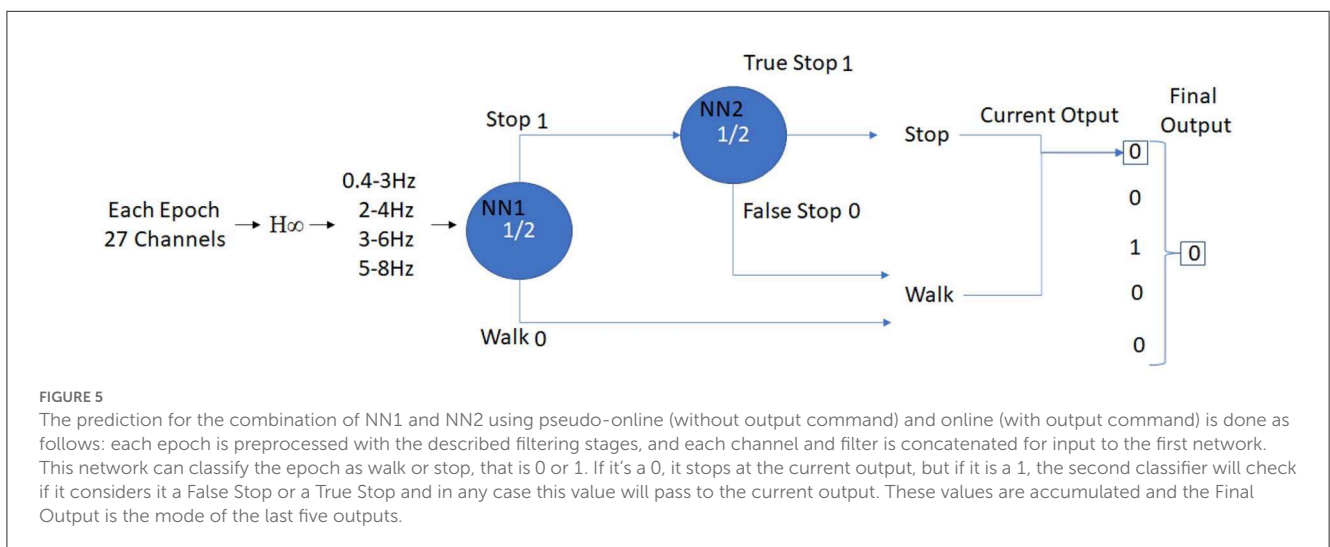 True Stop 1
NN2
1/2
Stop 1
Stop
Current Otput
Final
Output
0.4-3Hz
2-4Hz
3-6Hz
5-8Hz
Each Epoch
27 Channels
H∞
NN1
1/2
False Stop 0
Walk
Walk 0
0
0
1
0
0
0
FIGURE 5
The prediction for the combination of NN1 and NN2 using pseudo-online (without output command) and online (with output command) is done as
follows: each epoch is preprocessed with the described filtering stages, and each channel and filter is concatenated for input to the first network.
This network can classify the epoch as walk or stop, that is 0 or 1. If it's a 0, it stops at the current output, but if it is a 1, the second classifier will check
if it considers it a False Stop or a True Stop and in any case this value will pass to the current output. These values are accumulated and the Final
Output is the mode of the last five outputs.